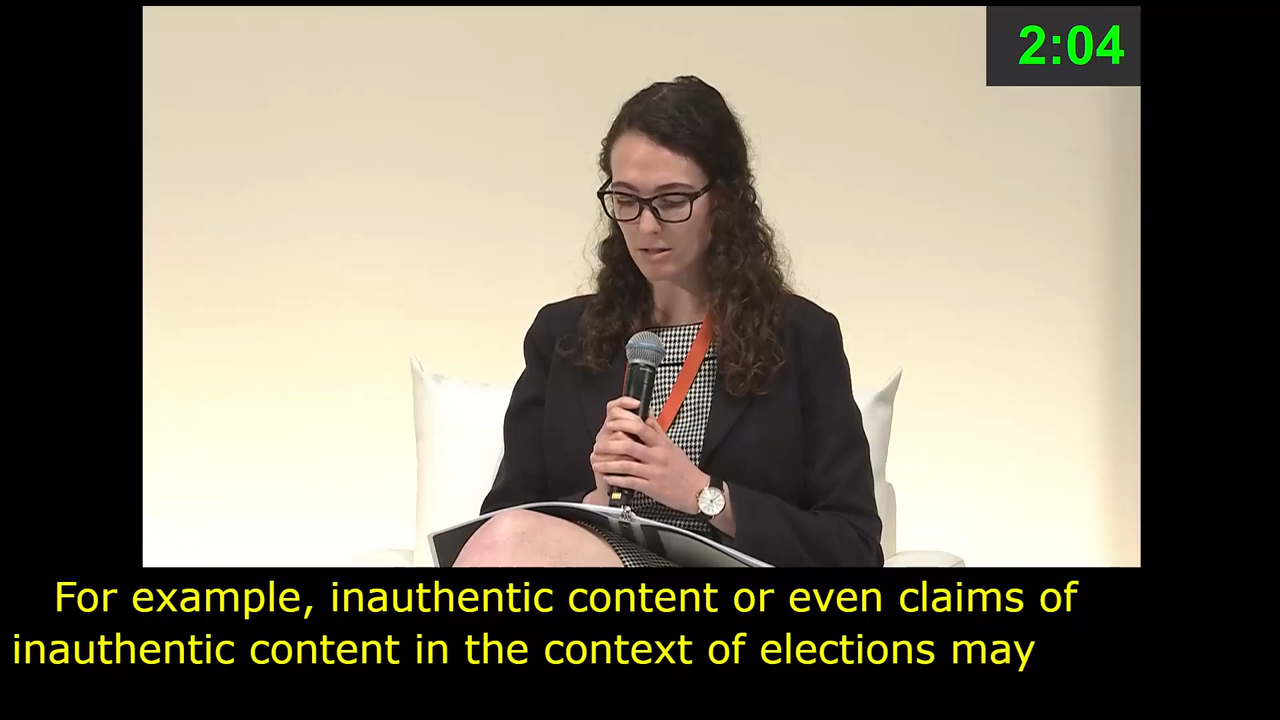 2:04
For example, inauthentic content or even claims of
inauthentic content in the context of elections may